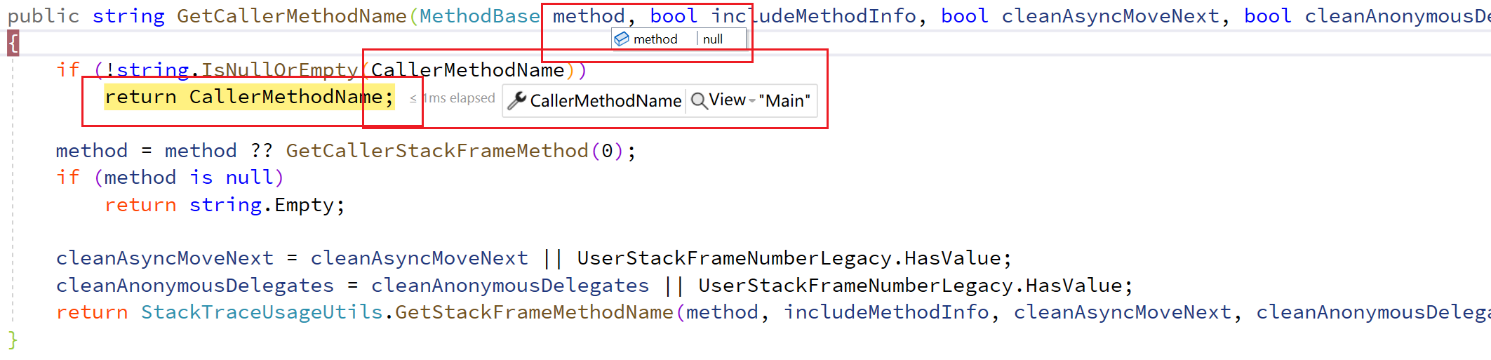 public string GetCallerMethodName(MethodBase method, bool includeMethodInfo, bool cleanAsyncMoveNext, bool cleanAnonymousDe
method null
{
if (!string.IsNullOrEmpty(CallerMethodName))
return CallerMethodName; ≤ 1ms elapsed CallerMethodName View "Main"
method = method ?? GetCallerStackFrameMethod(0);
if (method is null)
return string.Empty;
cleanAsyncMoveNext = cleanAsyncMoveNext || UserStackFrameNumberLegacy.HasValue;
cleanAnonymousDelegates = cleanAnonymousDelegates || UserStackFrameNumberLegacy.HasValue;
return StackTraceUsageUtils.GetStackFrameMethodName(method, includeMethodInfo, cleanAsyncMoveNext, cleanAnonymousDelega
}